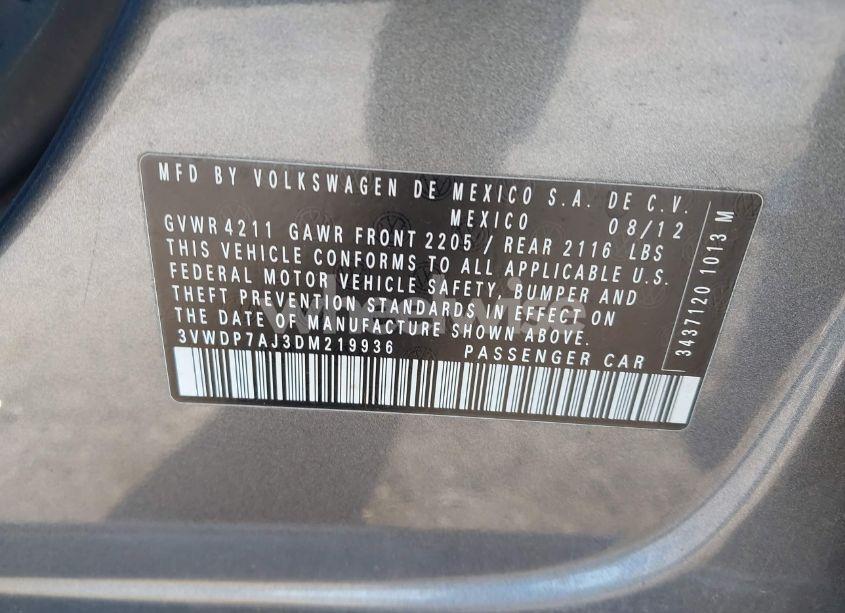 MFD BY VOLKSWAGEN DE MEXICO S.A. DE C.V.
MEXICO 08/12
GVWR 4211 GAWR FRONT 2205 / REAR 2116 LBS
THIS VEHICLE CONFORMS TO ALL APPLICABLE U.S.
FEDERAL MOTOR VEHICLE SAFETY, BUMPER AND
THEFT PREVENTION STANDARDS IN EFFECT ON
THE DATE OF MANUFACTURE SHOWN ABOVE.
3VWDP7AJ3DM219936 PASSENGER CAR
3437120 1013 M
wheelwise